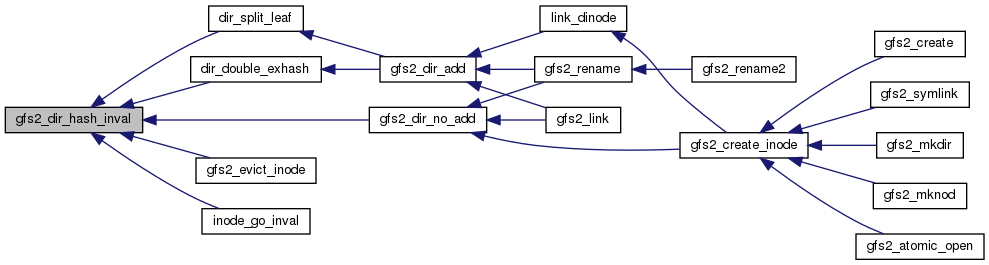 dir_split_leaf
link_dinode
gfs2_create
dir_double_exhash
gfs2_dir_add
gfs2_rename
gfs2_rename2
gfs2_symlink
gfs2_dir_hash_inval
gfs2_dir_no_add
gfs2_link
gfs2_create_inode
gfs2_mkdir
gfs2_evict_inode
gfs2_mknod
inode_go_inval
gfs2_atomic_open